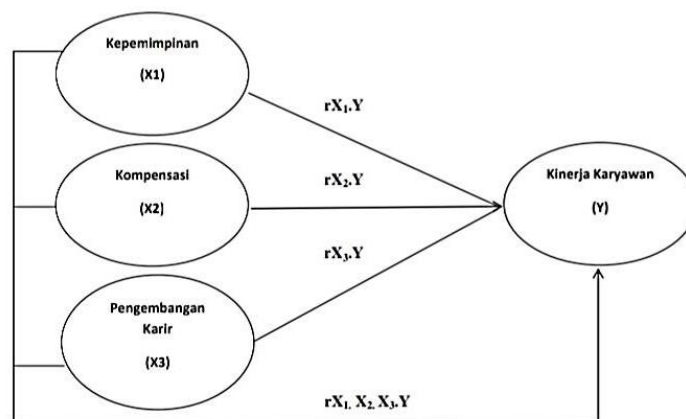 Kepemimpinan
(X1)
rX₁.Y
Kompensasi
(X2)
rX₂.Y
Kinerja Karyawan
(Y)
rX₃.Y
Pengembangan
Karir
(X3)
rX₁, X₂, X₃.Y